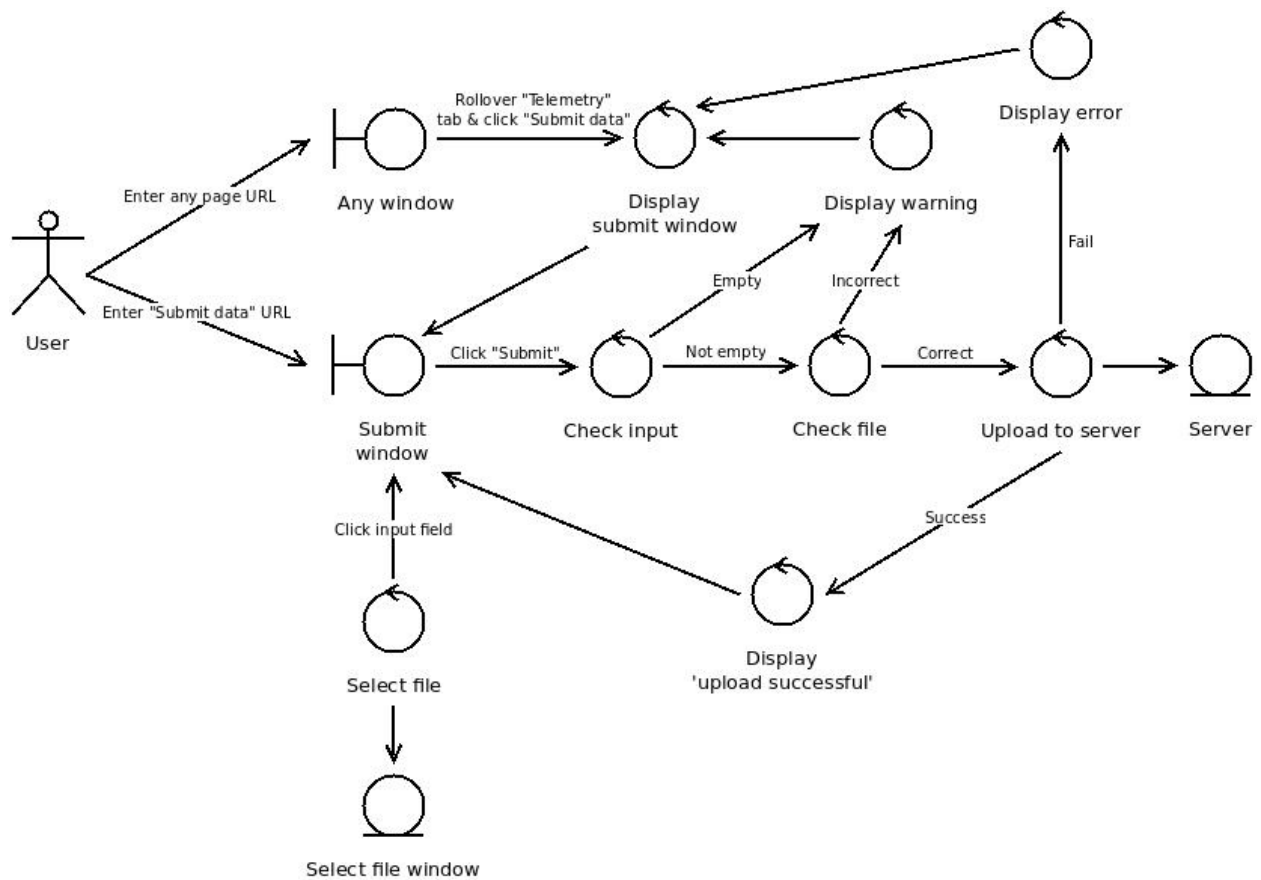 Display error
Rollover "Telemetry"
tab & click "Submit data"
Enter any page URL
Any window
Display
submit window
Display warning
Fail
Empty
Incorrect
Enter "Submit data" URL
User
Click "Submit"
Not empty
Correct
Submit
window
Check input
Check file
Upload to server
Server
Click input field
Success
Select file
Display
'upload successful'
Select file window